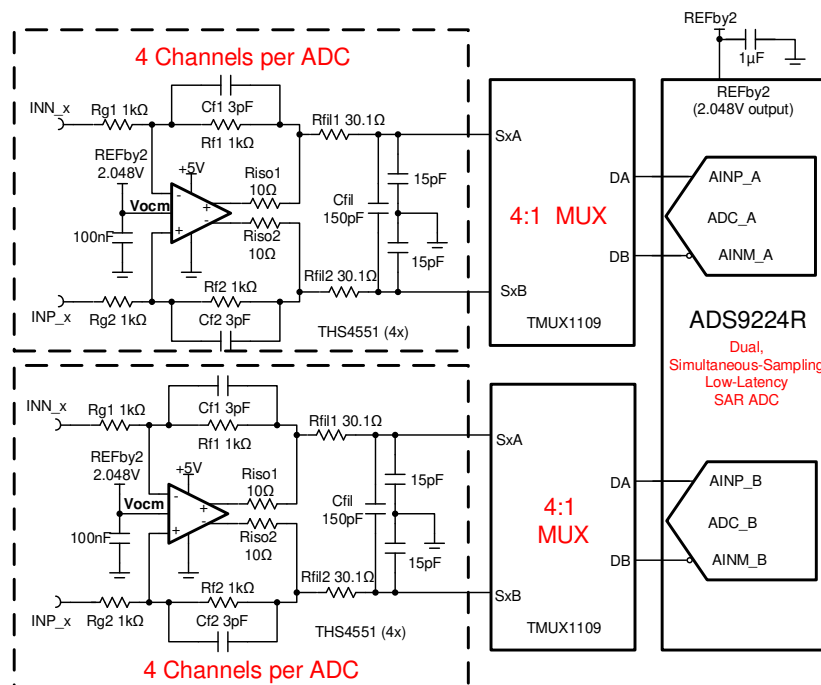 4 Channels per ADC
INN_x
Rg1 1kΩ
Cf1 3pF
Rf1 1kΩ
REFby2
2.048V
+5V
Vocm
-
+
+
-
100nF
Riso1
10Ω
Riso2
10Ω
Rfil1 30.1Ω
Cfil
150pF
15pF
15pF
Rfil2 30.1Ω
Rf2 1kΩ
Cf2 3pF
INP_x
Rg2 1kΩ
THS4551 (4x)
SxA
SxB
DA
DB
4:1 MUX
TMUX1109
REFby2
1µF
REFby2
(2.048V output)
AINP_A
ADC_A
AINM_A
ADS9224R
Dual,
Simultaneous-Sampling
Low-Latency
SAR ADC
INN_x
Rg1 1kΩ
Cf1 3pF
Rf1 1kΩ
REFby2
2.048V
+5V
Vocm
-
+
+
-
100nF
Riso1
10Ω
Riso2
10Ω
Rfil1 30.1Ω
Cfil
150pF
15pF
15pF
Rfil2 30.1Ω
Rf2 1kΩ
Cf2 3pF
INP_x
Rg2 1kΩ
THS4551 (4x)
4 Channels per ADC
SxA
SxB
DA
DB
4:1
MUX
TMUX1109
AINP_B
ADC_B
AINM_B